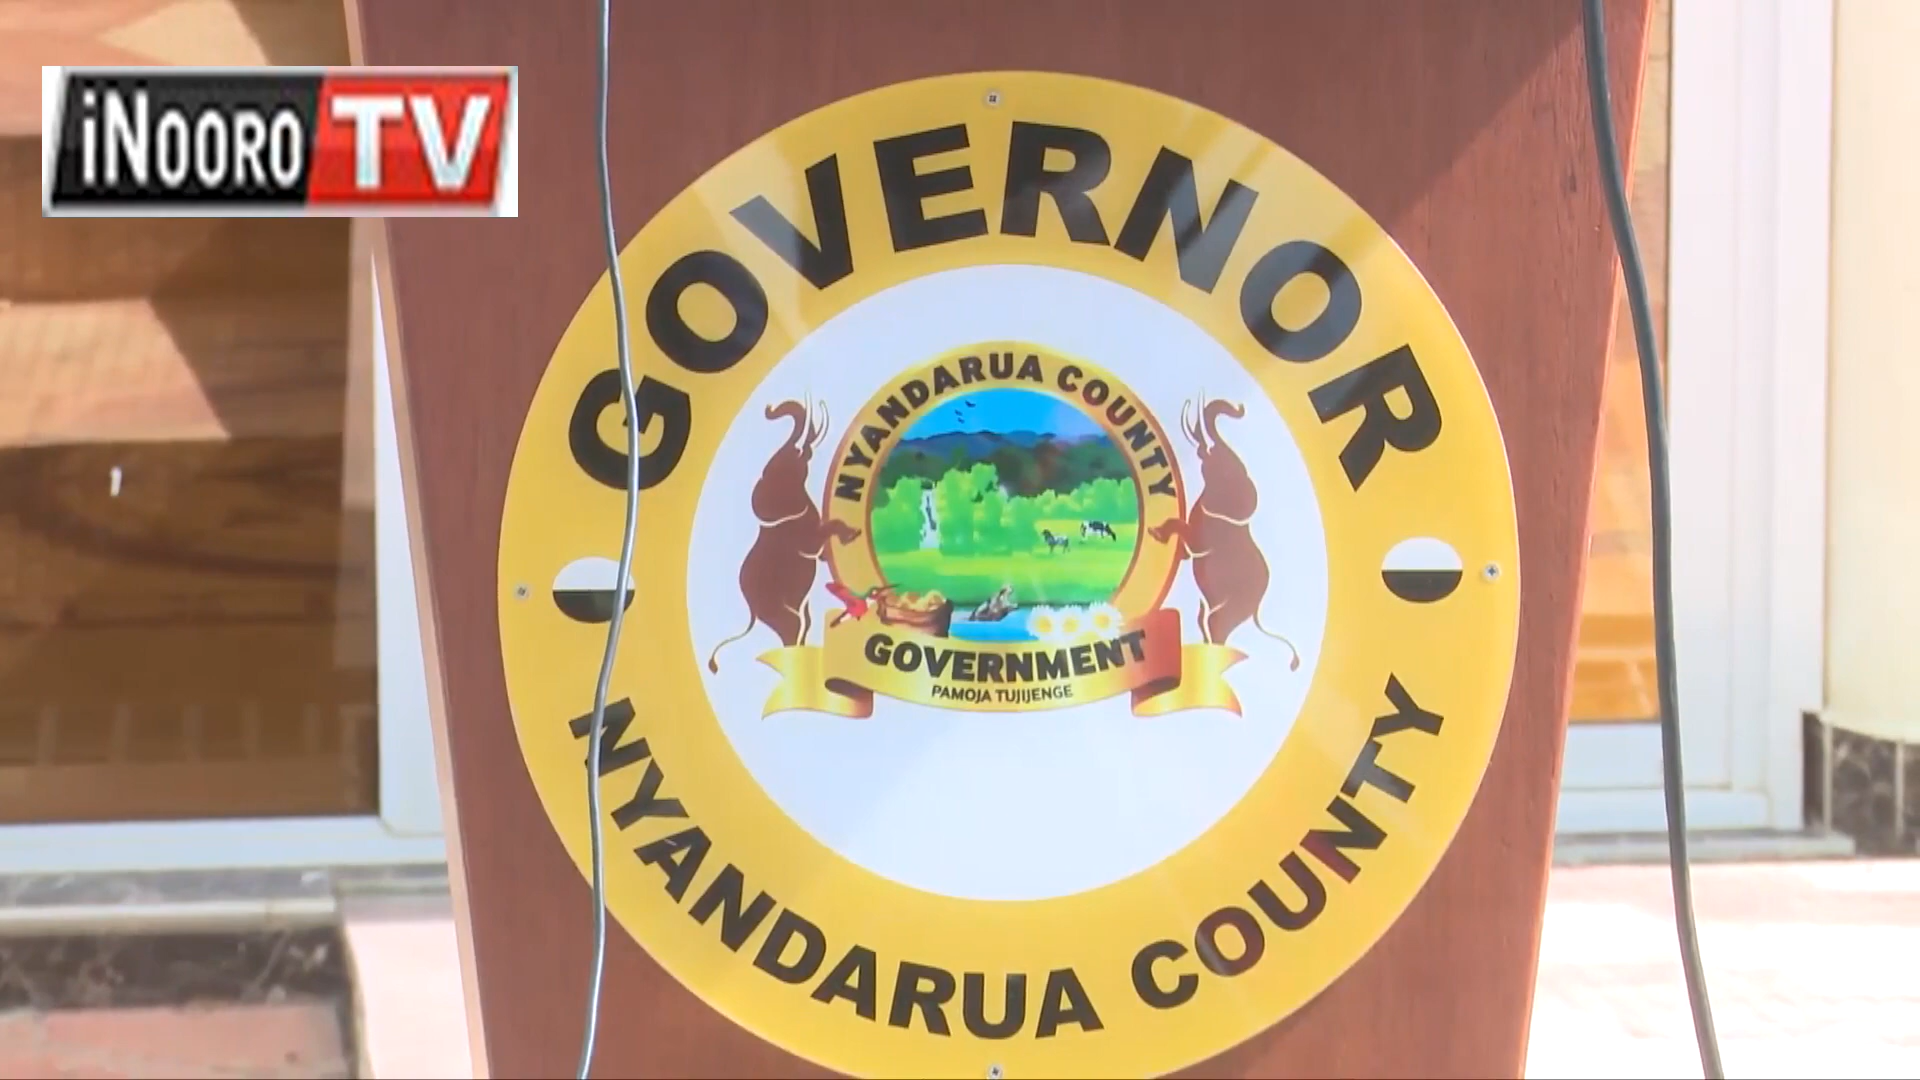 iNOORO TV
GOVERNOR
NYANDARUA COUNTY
GOVERNMENT
PAMOJA TUJIJENGE
NYANDARUA COUNTY